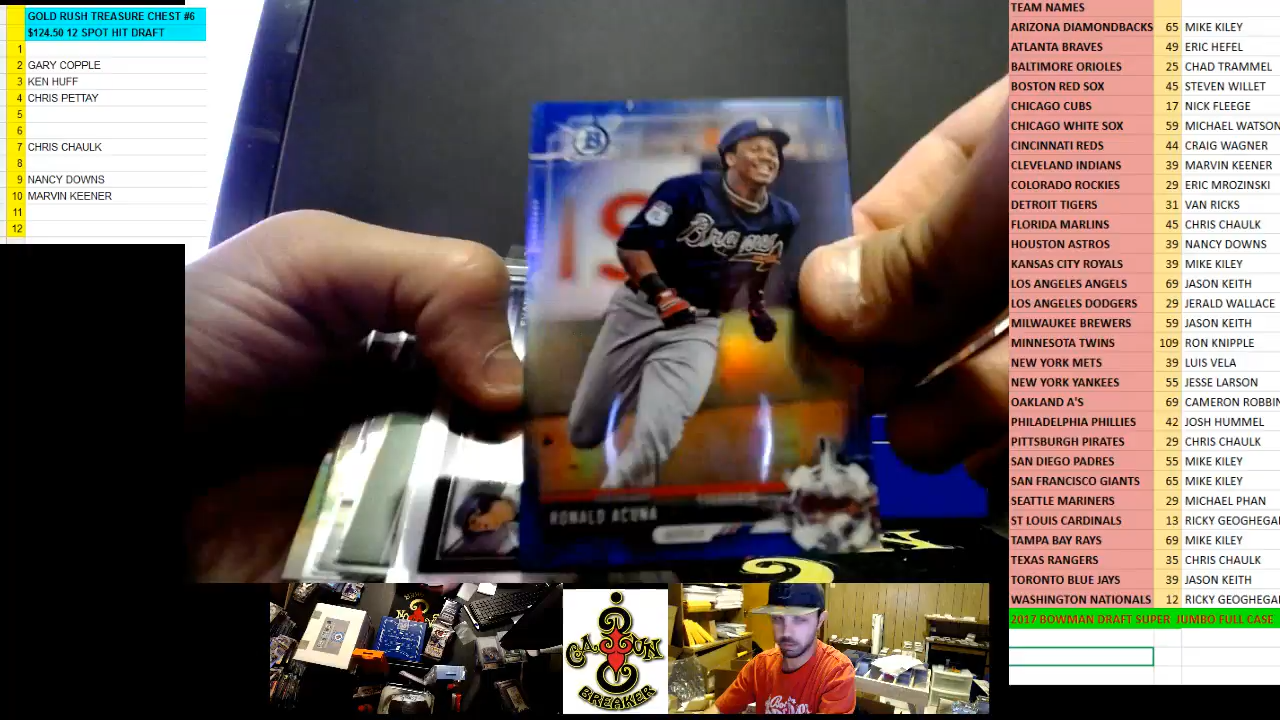 GOLD RUSH TREASURE CHEST #6
$124.50 12 SPOT HIT DRAFT
1
2 GARY COPPLE
3 KEN HUFF
4 CHRIS PETTAY
5
6
7 CHRIS CHAULK
8
9 NANCY DOWNS
10 MARVIN KEENER
11
12
B
IS
Braves
RONALD ACUNA
CAJUN
BREAKER
TEAM NAMES
ARIZONA DIAMONDBACKS 65 MIKE KILEY
ATLANTA BRAVES 49 ERIC HEFEL
BALTIMORE ORIOLES 25 CHAD TRAMMEL
BOSTON RED SOX 45 STEVEN WILLET
CHICAGO CUBS 17 NICK FLEEGE
CHICAGO WHITE SOX 59 MICHAEL WATSON
CINCINNATI REDS 44 CRAIG WAGNER
CLEVELAND INDIANS 39 MARVIN KEENER
COLORADO ROCKIES 29 ERIC MROZINSKI
DETROIT TIGERS 31 VAN RICKS
FLORIDA MARLINS 45 CHRIS CHAULK
HOUSTON ASTROS 39 NANCY DOWNS
KANSAS CITY ROYALS 39 MIKE KILEY
LOS ANGELES ANGELS 69 JASON KEITH
LOS ANGELES DODGERS 29 JERALD WALLACE
MILWAUKEE BREWERS 59 JASON KEITH
MINNESOTA TWINS 109 RON KNIPPLE
NEW YORK METS 39 LUIS VELA
NEW YORK YANKEES 55 JESSE LARSON
OAKLAND A'S 69 CAMERON ROBBIN
PHILADELPHIA PHILLIES 42 JOSH HUMMEL
PITTSBURGH PIRATES 29 CHRIS CHAULK
SAN DIEGO PADRES 55 MIKE KILEY
SAN FRANCISCO GIANTS 65 MIKE KILEY
SEATTLE MARINERS 29 MICHAEL PHAN
ST LOUIS CARDINALS 13 RICKY GEOGHEGA
TAMPA BAY RAYS 69 MIKE KILEY
TEXAS RANGERS 35 CHRIS CHAULK
TORONTO BLUE JAYS 39 JASON KEITH
WASHINGTON NATIONALS 12 RICKY GEOGHEGA
2017 BOWMAN DRAFT SUPER JUMBO FULL CASE